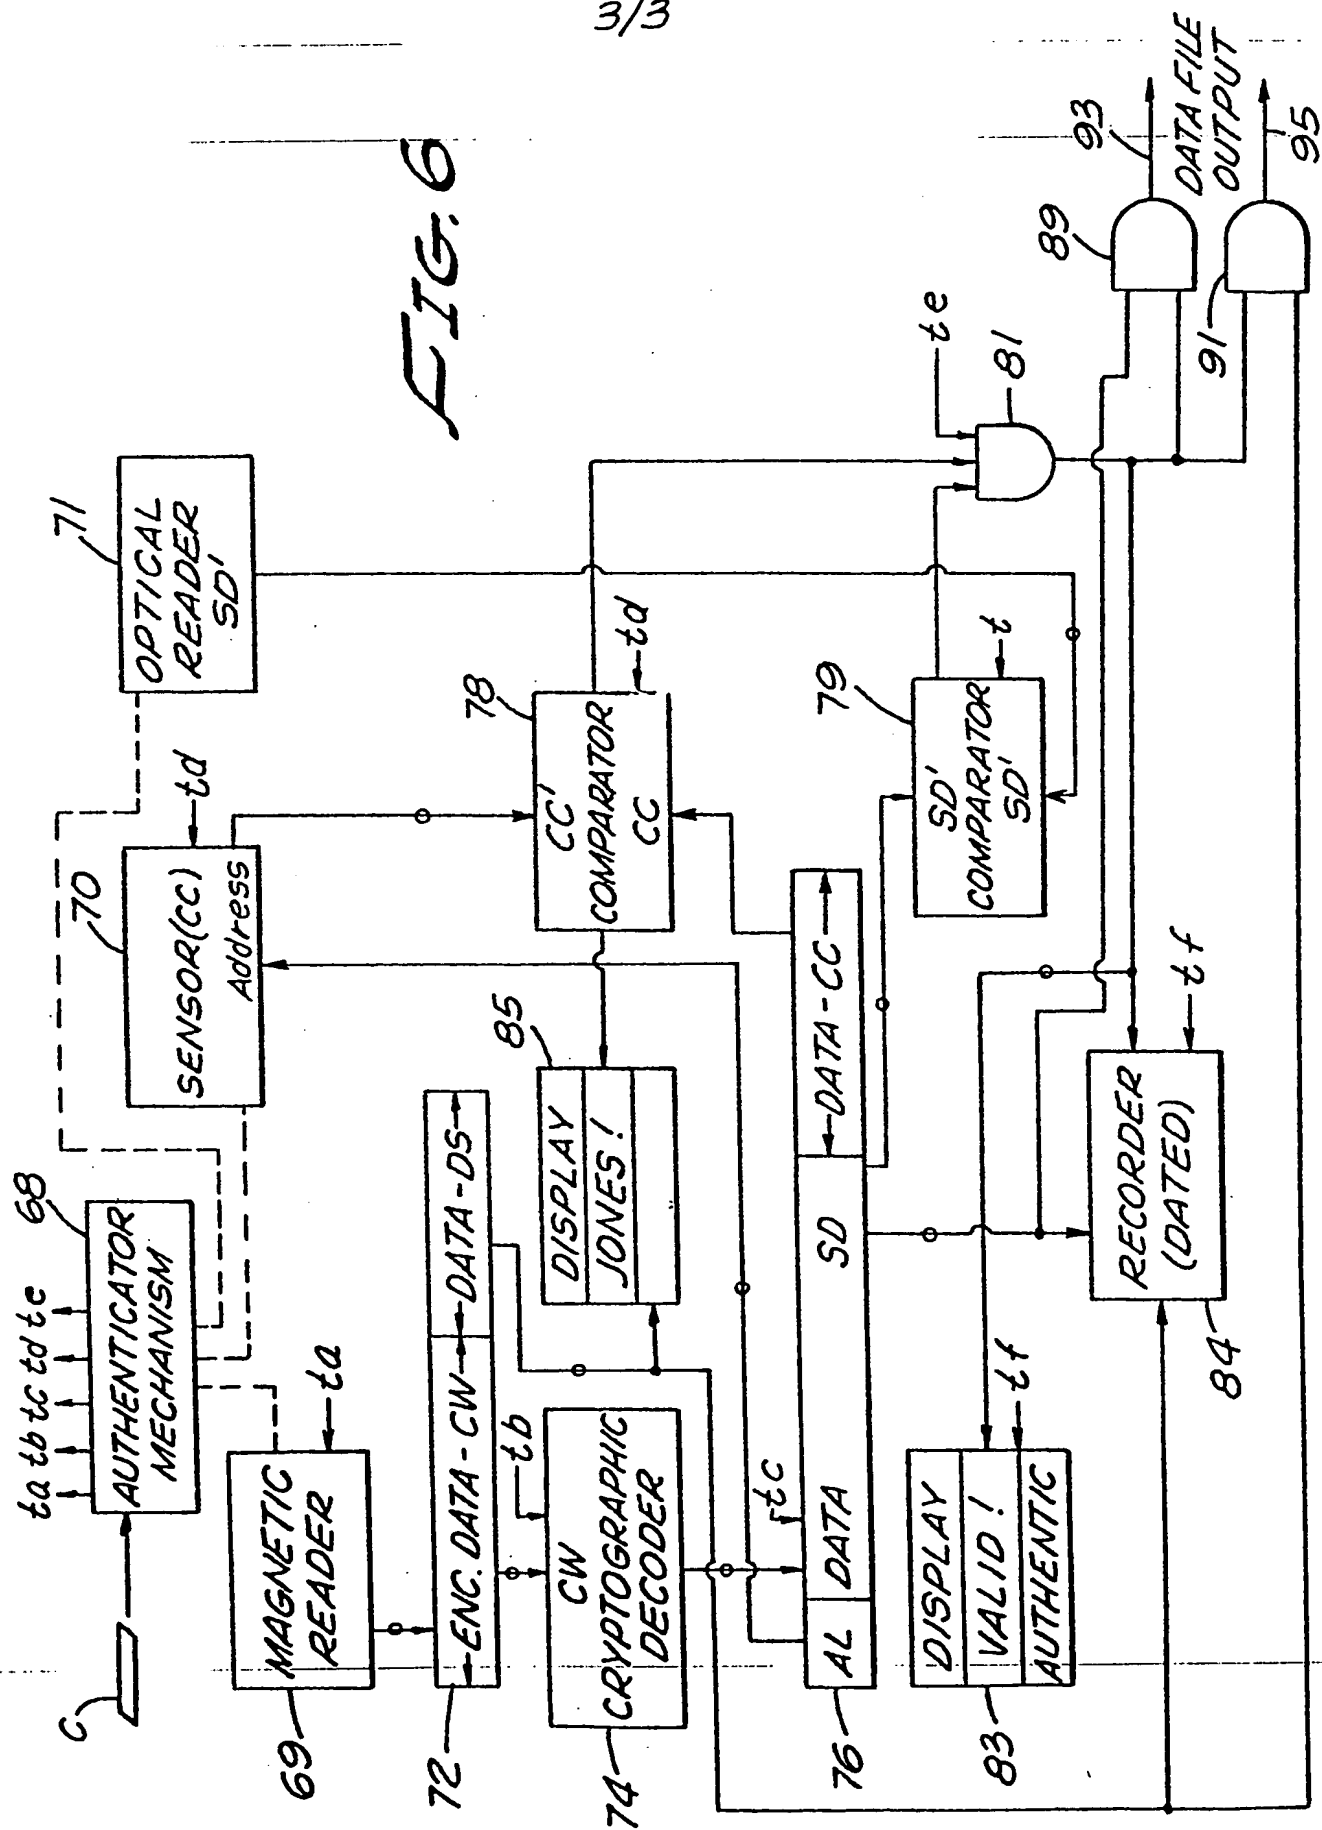 3/3
FIG. 6
C
ta tb tc td te
68
AUTHENTICATOR
MECHANISM
70
SENSOR(CC)
Address
td
71
OPTICAL
READER
SD'
69
MAGNETIC
READER
ta
72
ENC. DATA-CW
DATA-DS
tb
74
CW
CRYPTOGRAPHIC
DECODER
85
DISPLAY
JONES!
78
CC'
COMPARATOR
CC
td
tc
76
AL
DATA
SD
DATA-CC
79
SD'
COMPARATOR
SD'
t
te
81
83
DISPLAY
VALID!
AUTHENTIC
tf
84
RECORDER
(DATED)
tf
89
91
93
DATA FILE
OUTPUT
95